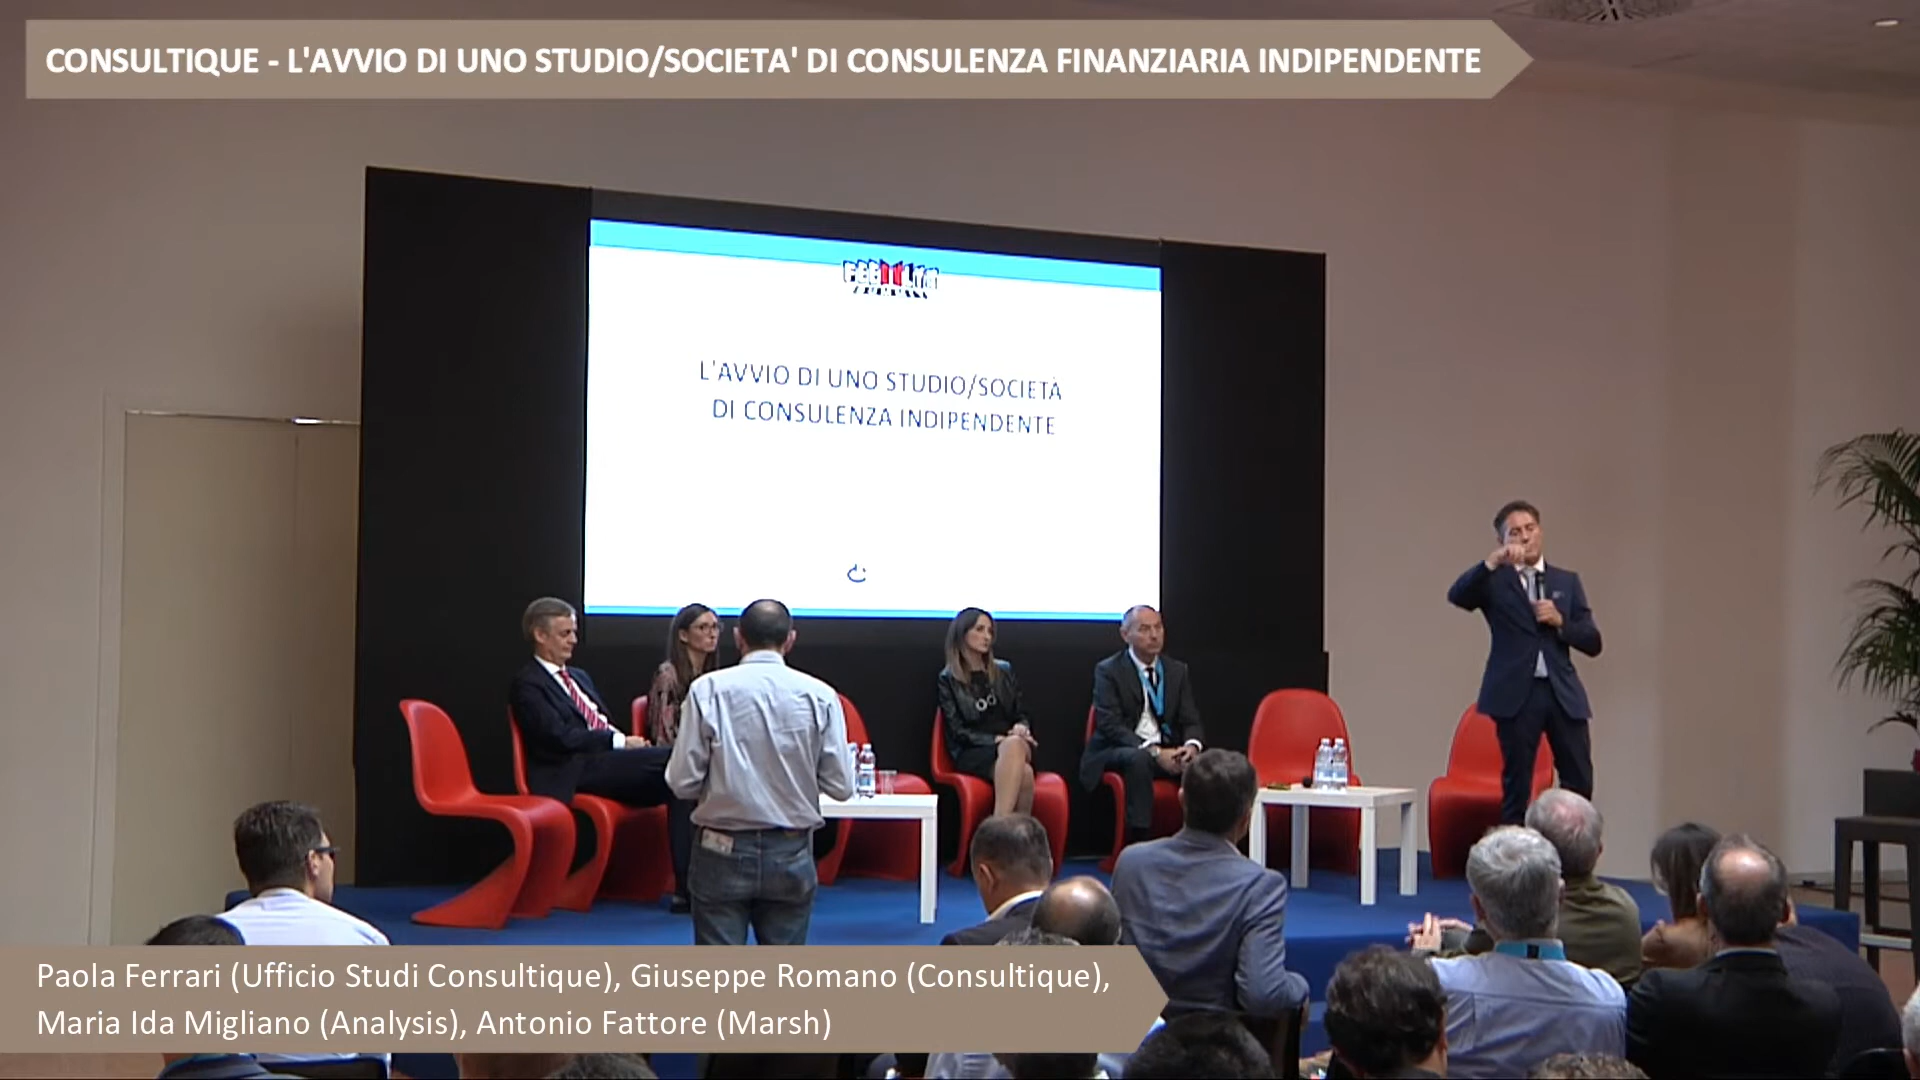 CONSULTIQUE - L'AVVIO DI UNO STUDIO/SOCIETA' DI CONSULENZA FINANZIARIA INDIPENDENTE
L'AVVIO DI UNO STUDIO/SOCIETÀ
DI CONSULENZA INDIPENDENTE
Paola Ferrari (Ufficio Studi Consultique), Giuseppe Romano (Consultique),
Maria Ida Migliano (Analysis), Antonio Fattore (Marsh)